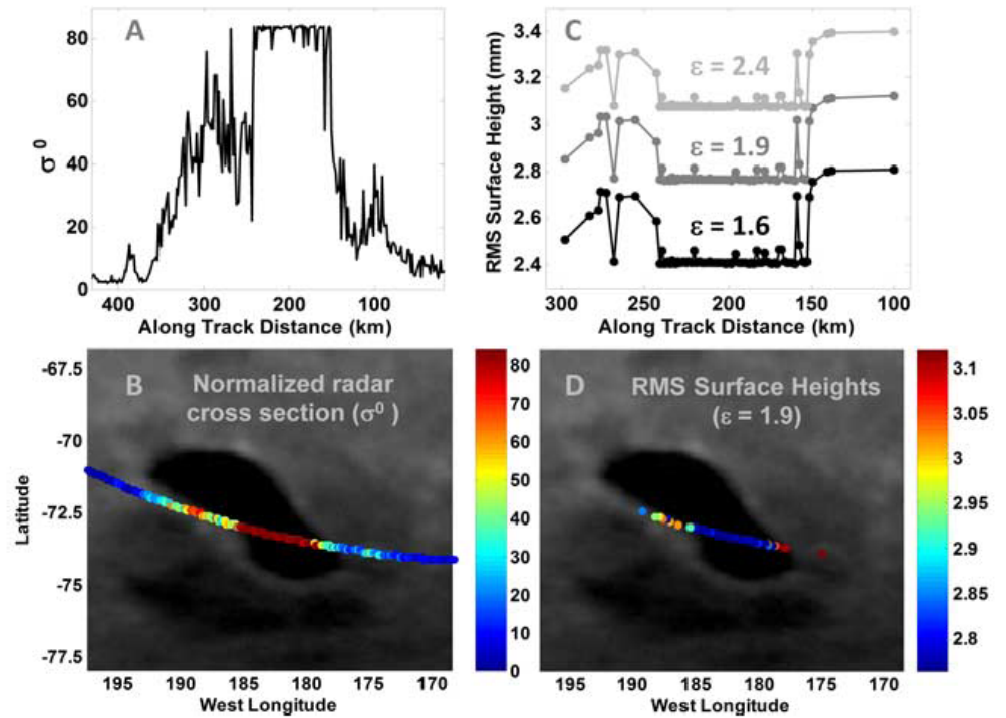 A
80
60
40
20
0
σ⁰
400 300 200 100
Along Track Distance (km)
C
3.4
3.2
3.0
2.8
2.6
2.4
RMS Surface Height (mm)
ε = 2.4
ε = 1.9
ε = 1.6
300 250 200 150 100
Along Track Distance (km)
B
Normalized radar
cross section (σ⁰ )
-67.5
-70
-72.5
-75
-77.5
Latitude
195 190 185 180 175 170
West Longitude
80
70
60
50
40
30
20
10
0
D
RMS Surface Heights
(ε = 1.9)
195 190 185 180 175 170
West Longitude
3.1
3.05
3
2.95
2.9
2.85
2.8